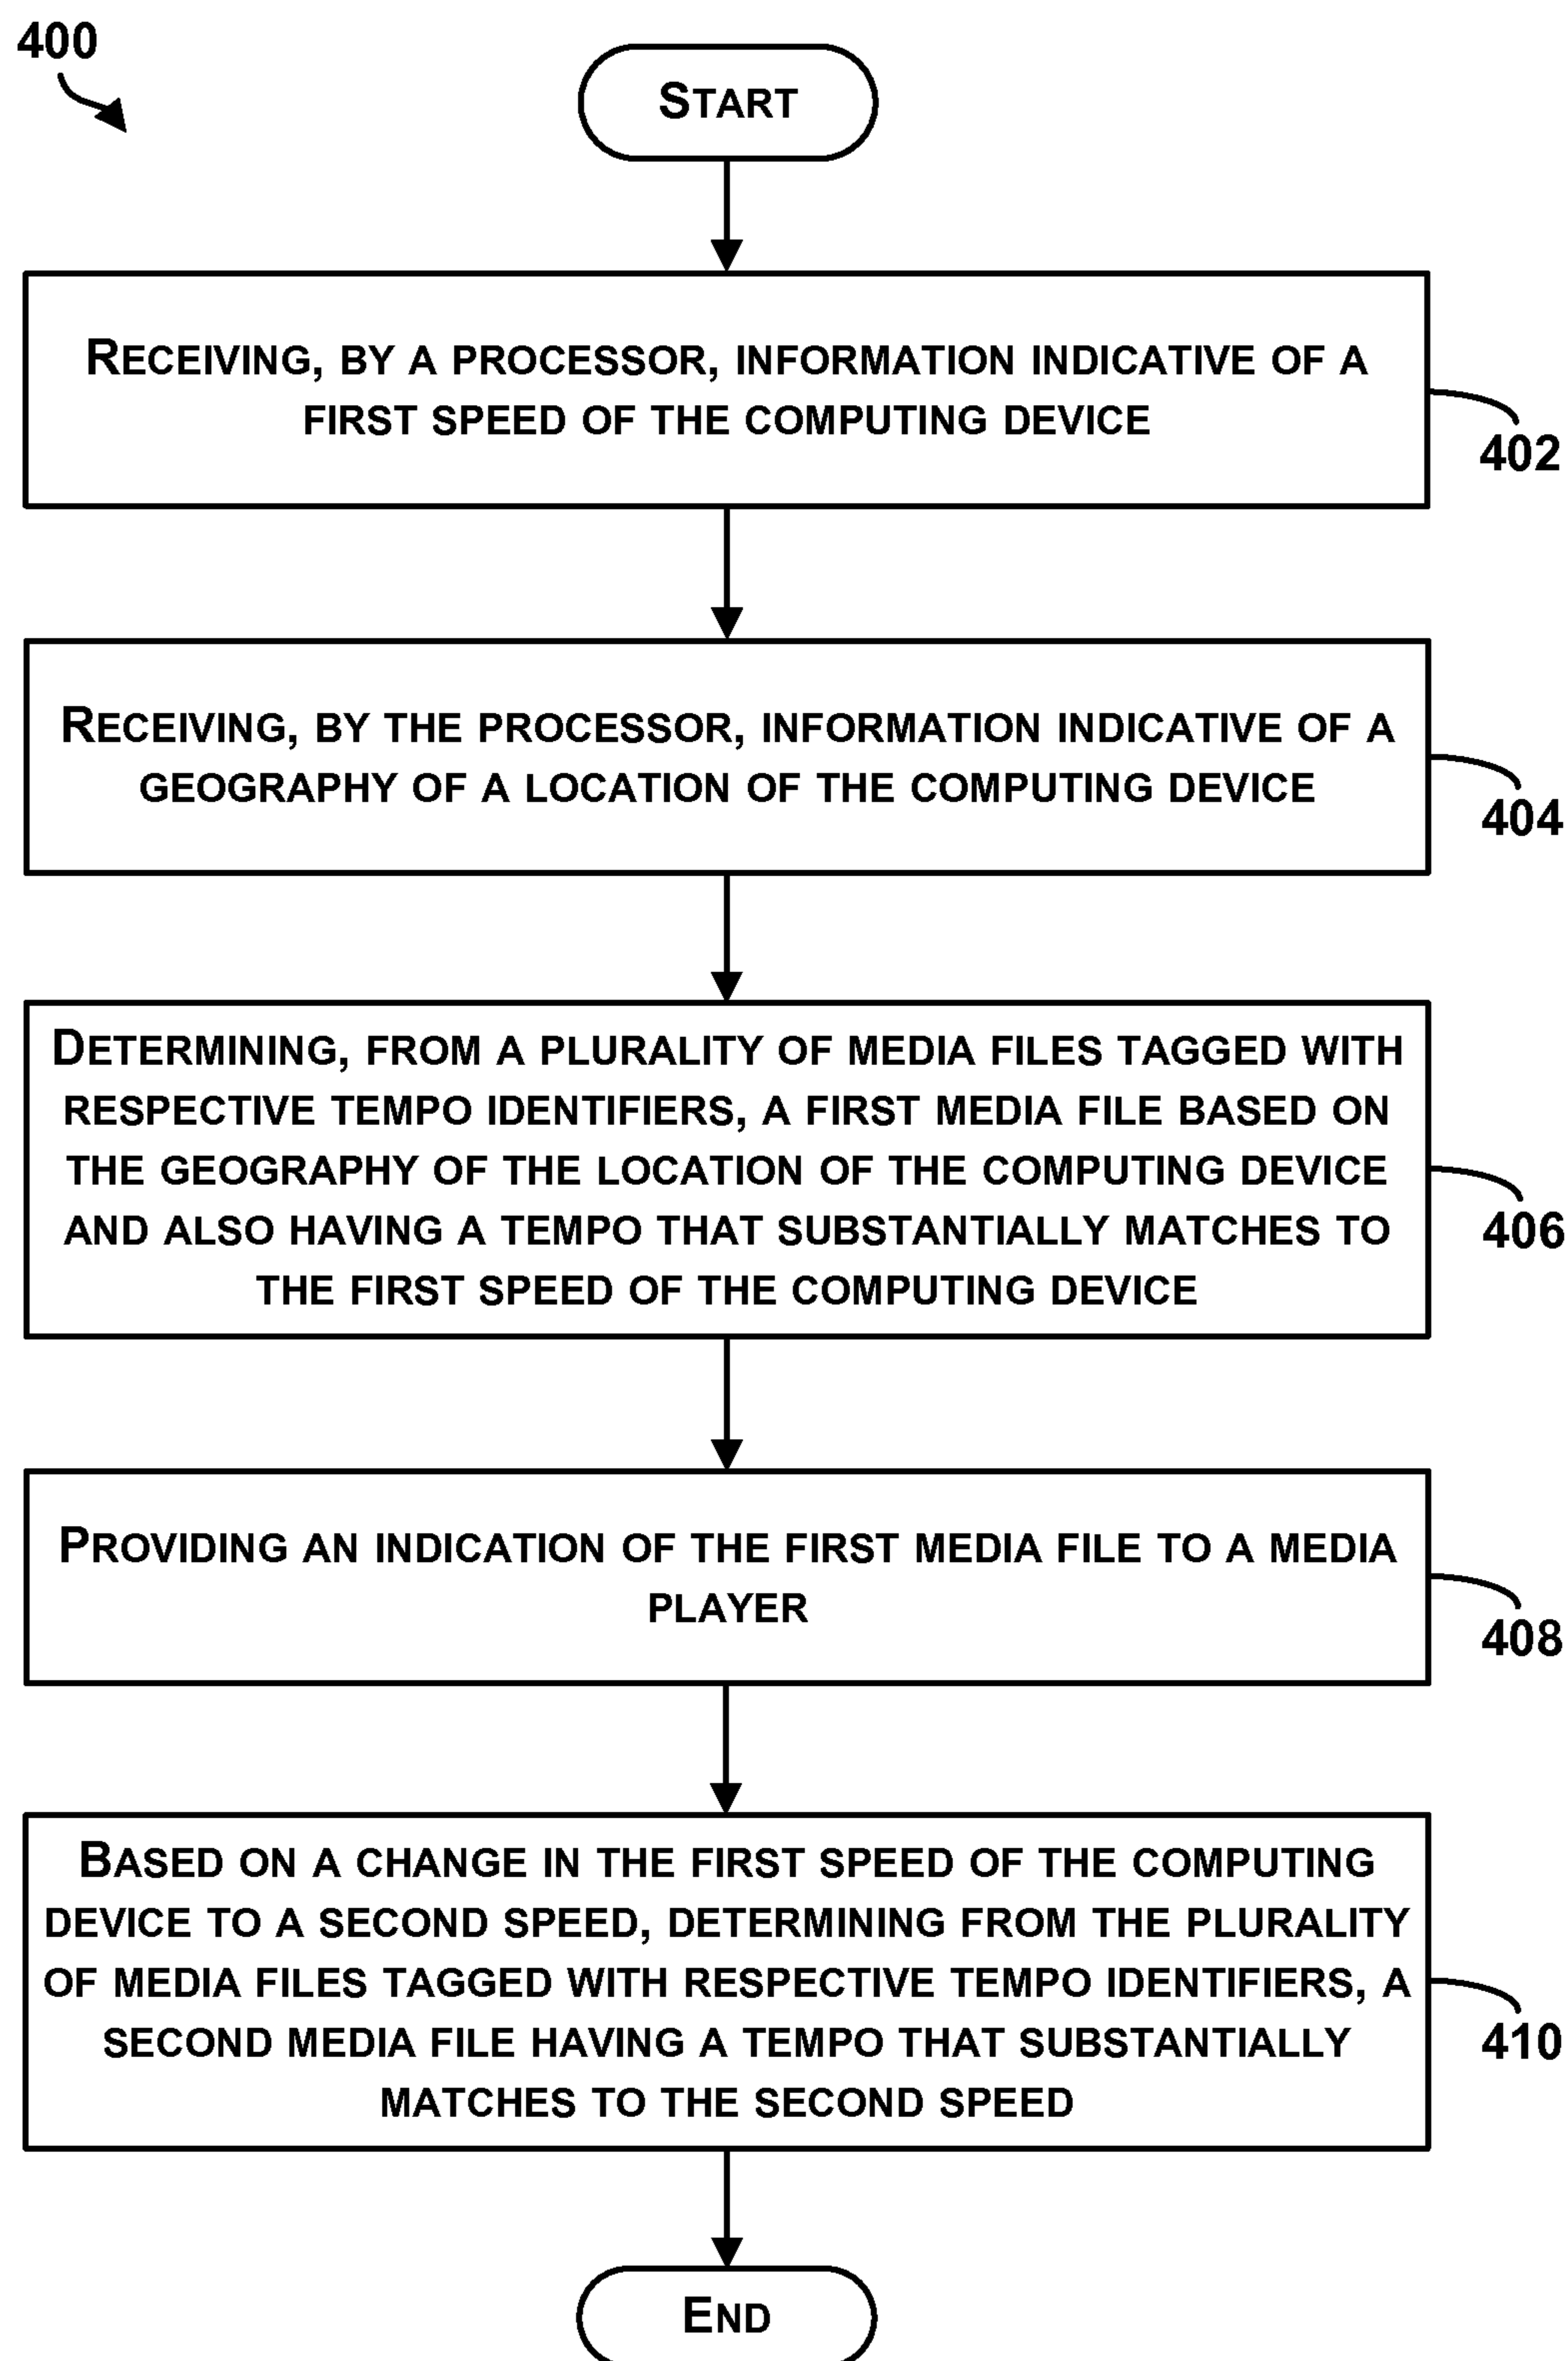 400
START
RECEIVING, BY A PROCESSOR, INFORMATION INDICATIVE OF A
FIRST SPEED OF THE COMPUTING DEVICE
402
RECEIVING, BY THE PROCESSOR, INFORMATION INDICATIVE OF A
GEOGRAPHY OF A LOCATION OF THE COMPUTING DEVICE
404
DETERMINING, FROM A PLURALITY OF MEDIA FILES TAGGED WITH
RESPECTIVE TEMPO IDENTIFIERS, A FIRST MEDIA FILE BASED ON
THE GEOGRAPHY OF THE LOCATION OF THE COMPUTING DEVICE
AND ALSO HAVING A TEMPO THAT SUBSTANTIALLY MATCHES TO
THE FIRST SPEED OF THE COMPUTING DEVICE
406
PROVIDING AN INDICATION OF THE FIRST MEDIA FILE TO A MEDIA
PLAYER
408
BASED ON A CHANGE IN THE FIRST SPEED OF THE COMPUTING
DEVICE TO A SECOND SPEED, DETERMINING FROM THE PLURALITY
OF MEDIA FILES TAGGED WITH RESPECTIVE TEMPO IDENTIFIERS, A
SECOND MEDIA FILE HAVING A TEMPO THAT SUBSTANTIALLY
MATCHES TO THE SECOND SPEED
410
END